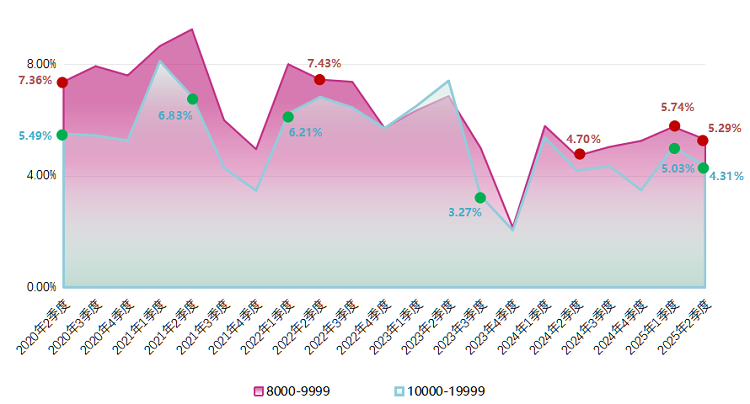 8.00%
4.00%
0.00%
7.36%
5.49%
6.83%
6.21%
7.43%
3.27%
4.70%
5.74%
5.03%
5.29%
4.31%
2020年2季度
2020年3季度
2020年4季度
2021年1季度
2021年2季度
2021年3季度
2021年4季度
2022年1季度
2022年2季度
2022年3季度
2022年4季度
2023年1季度
2023年2季度
2023年3季度
2023年4季度
2024年1季度
2024年2季度
2024年3季度
2024年4季度
2025年1季度
2025年2季度
8000-9999
10000-19999